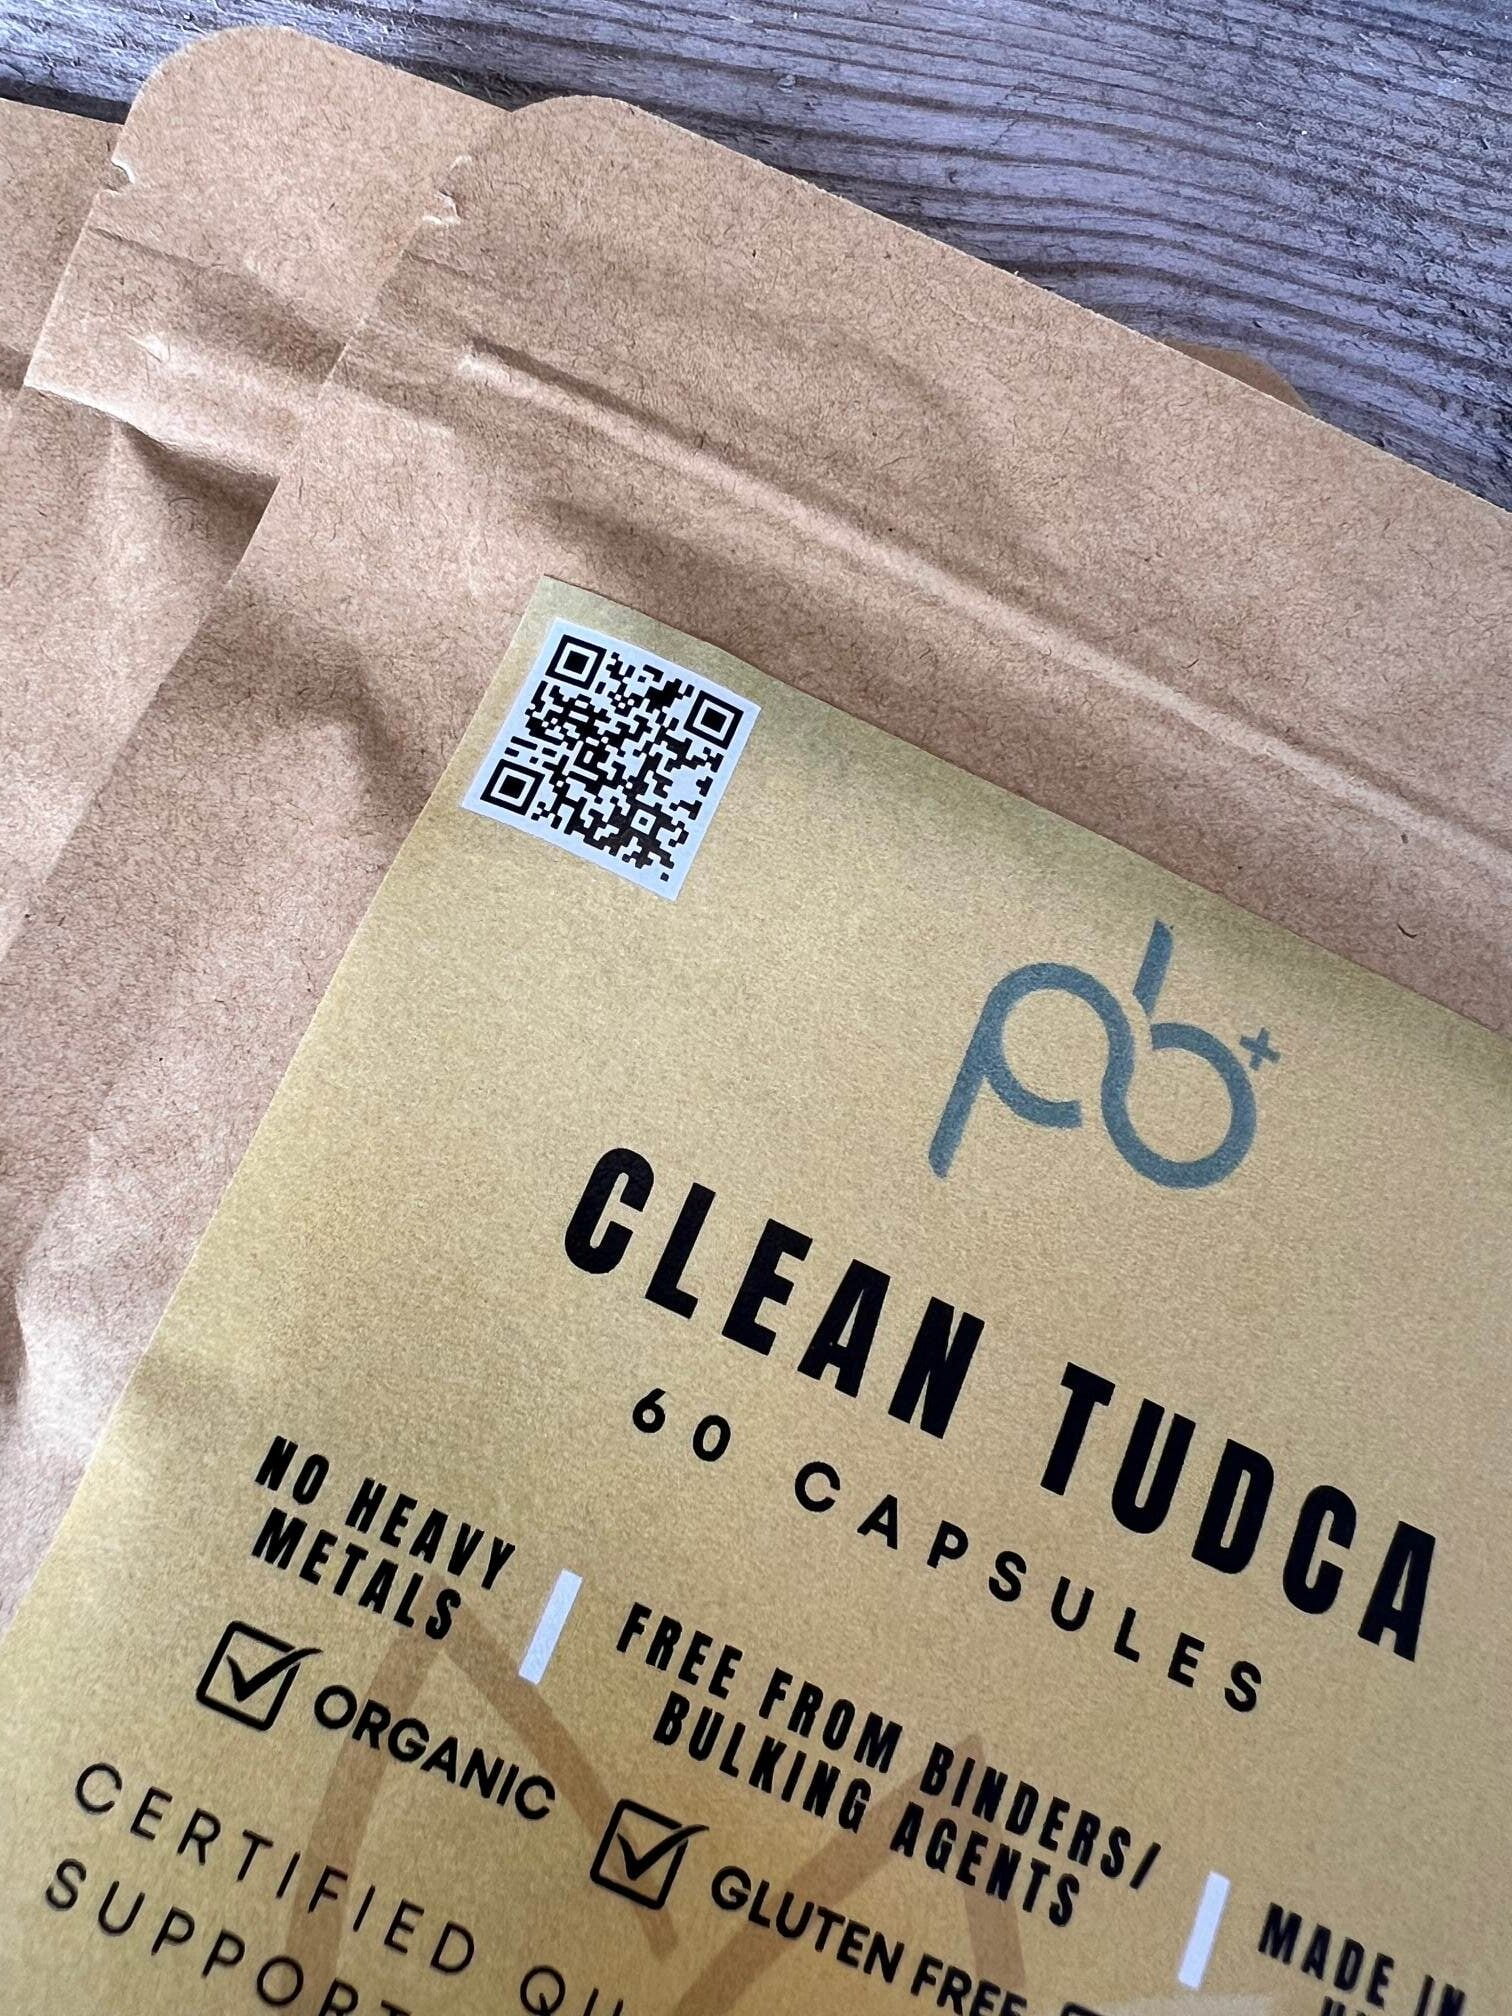 pb+
CLEAN TUDCA
60 CAPSULES
NO HEAVY
METALS
FREE FROM BINDERS/
BULKING AGENTS
MADE IN
ORGANIC
GLUTEN FREE
CERTIFIED